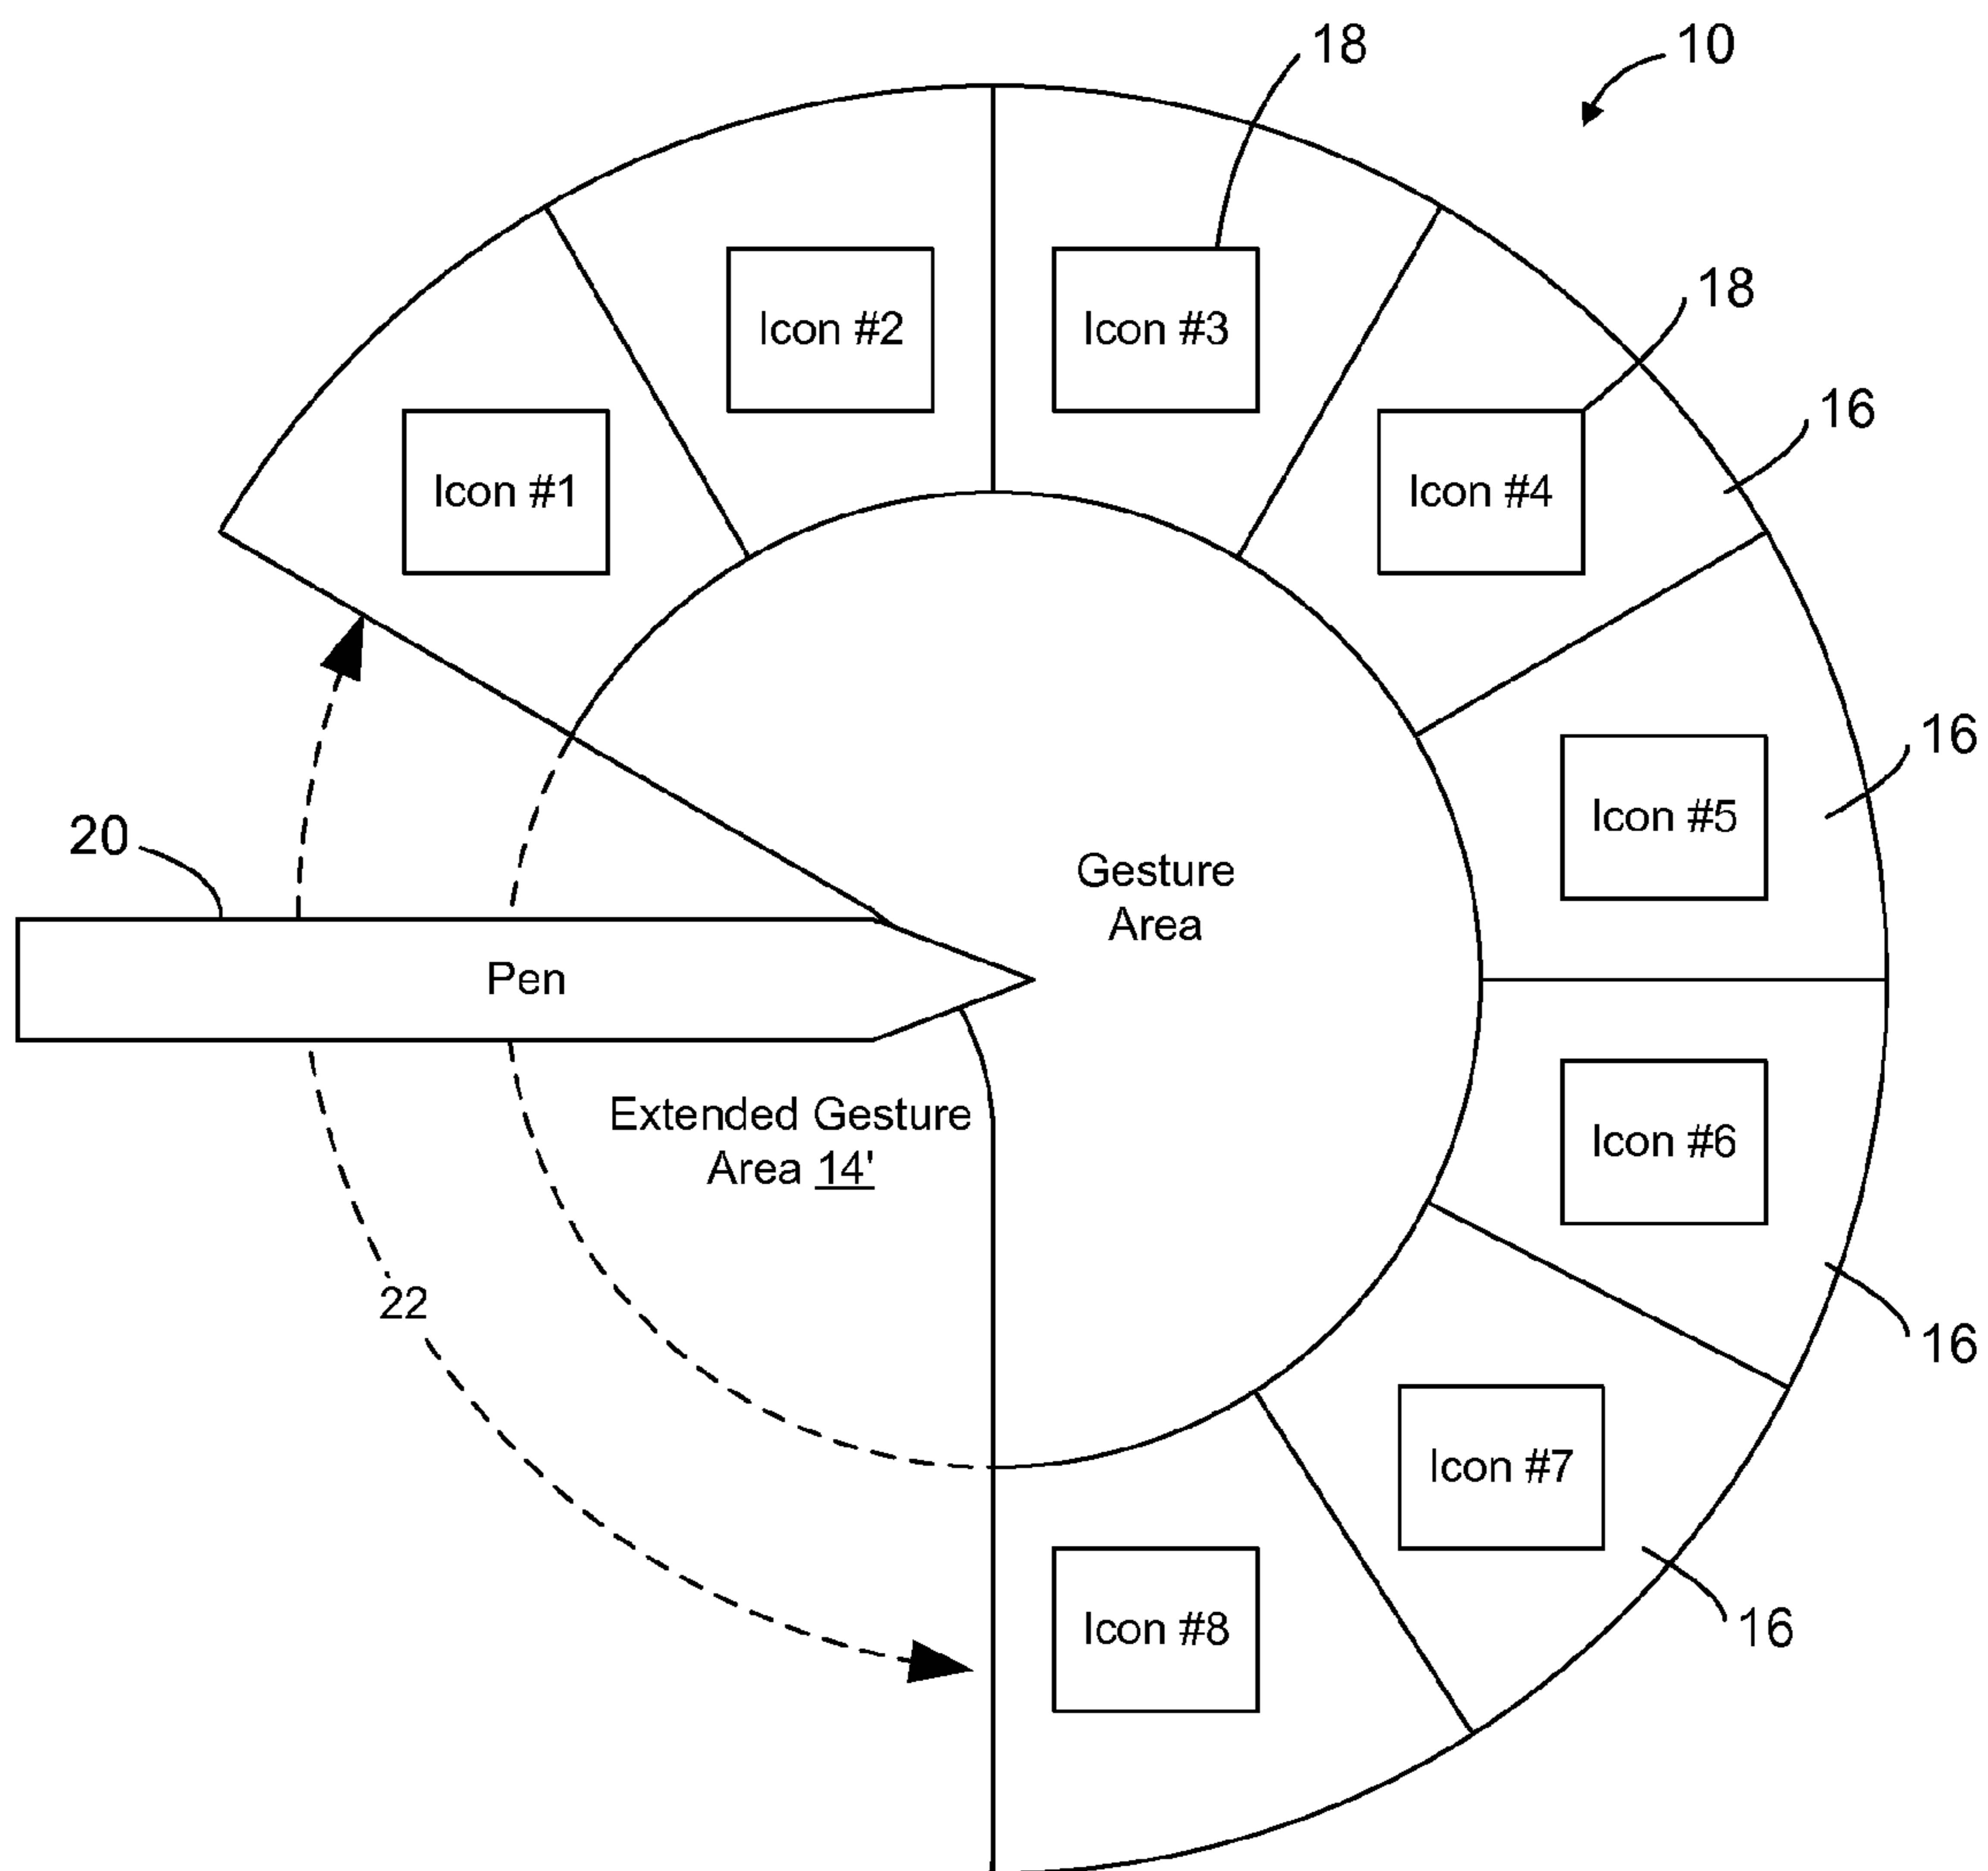 18
10
Icon #2
Icon #3
18
16
Icon #1
Icon #4
16
Icon #5
20
Gesture
Area
Pen
Extended Gesture
Area 14'
Icon #6
22
16
Icon #7
Icon #8
16